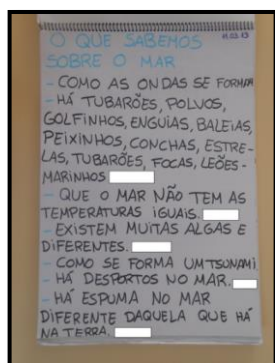 O QUE SABEMOS
SOBRE O MAR
- COMO AS ONDAS SE FORMAM
- HÁ TUBARÕES, POLVOS,
GOLFINHOS, ENGUIAS, BALEIAS,
PEIXINHOS, CONCHAS, ESTRE-
LAS, TUBARÕES, FOCAS, LEÕES-
MARINHOS
- QUE O MAR NÃO TEM AS
TEMPERATURAS IGUAIS.
- EXISTEM MUITAS ALGAS E
DIFERENTES.
- COMO SE FORMA UM TSUNAMI
- HÁ DESPORTOS NO MAR.
- HÁ ESPUMA NO MAR
DIFERENTE DAQUELA QUE HÁ
NA TERRA.